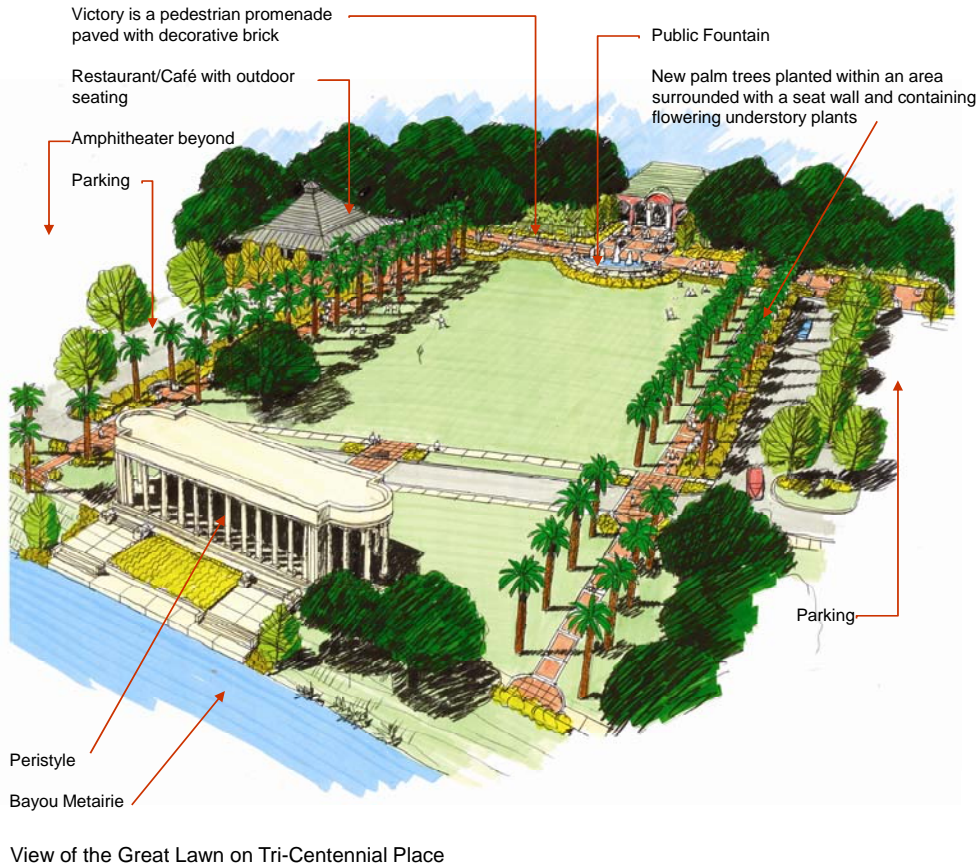 Victory is a pedestrian promenade
paved with decorative brick
Public Fountain
Restaurant/Café with outdoor
seating
New palm trees planted within an area
surrounded with a seat wall and containing
flowering understory plants
Amphitheater beyond
Parking
Parking
Peristyle
Bayou Metairie
View of the Great Lawn on Tri-Centennial Place